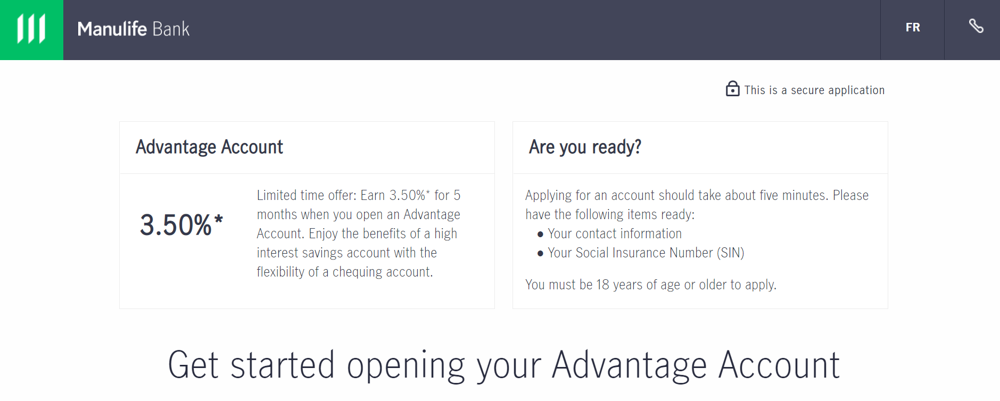 Manulife Bank
FR
This is a secure application
Advantage Account
3.50%*
Limited time offer: Earn 3.50%* for 5
months when you open an Advantage
Account. Enjoy the benefits of a high
interest savings account with the
flexibility of a chequing account.
Are you ready?
Applying for an account should take about five minutes. Please
have the following items ready:
● Your contact information
● Your Social Insurance Number (SIN)
You must be 18 years of age or older to apply.
Get started opening your Advantage Account